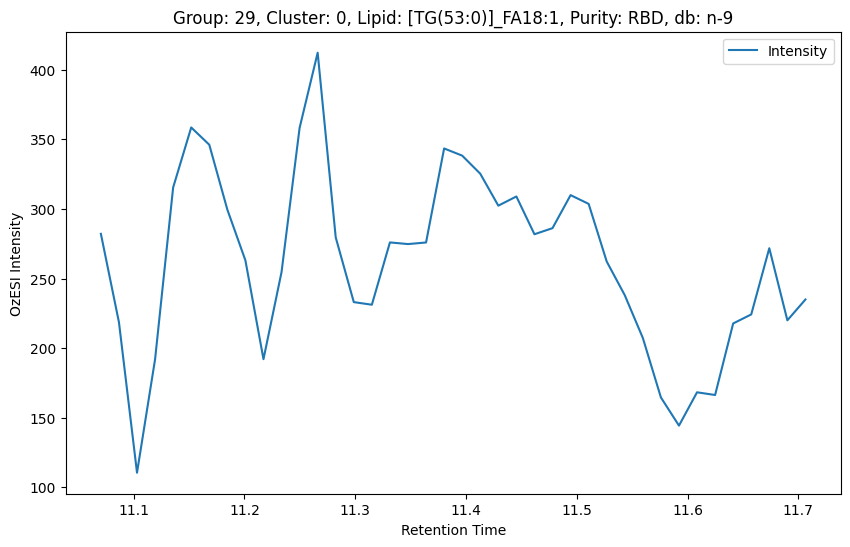 Group: 29, Cluster: 0, Lipid: [TG(53:0)]_FA18:1, Purity: RBD, db: n-9
Intensity
400
350
300
250
200
150
100
OzESI Intensity
11.1 11.2 11.3 11.4 11.5 11.6 11.7
Retention Time